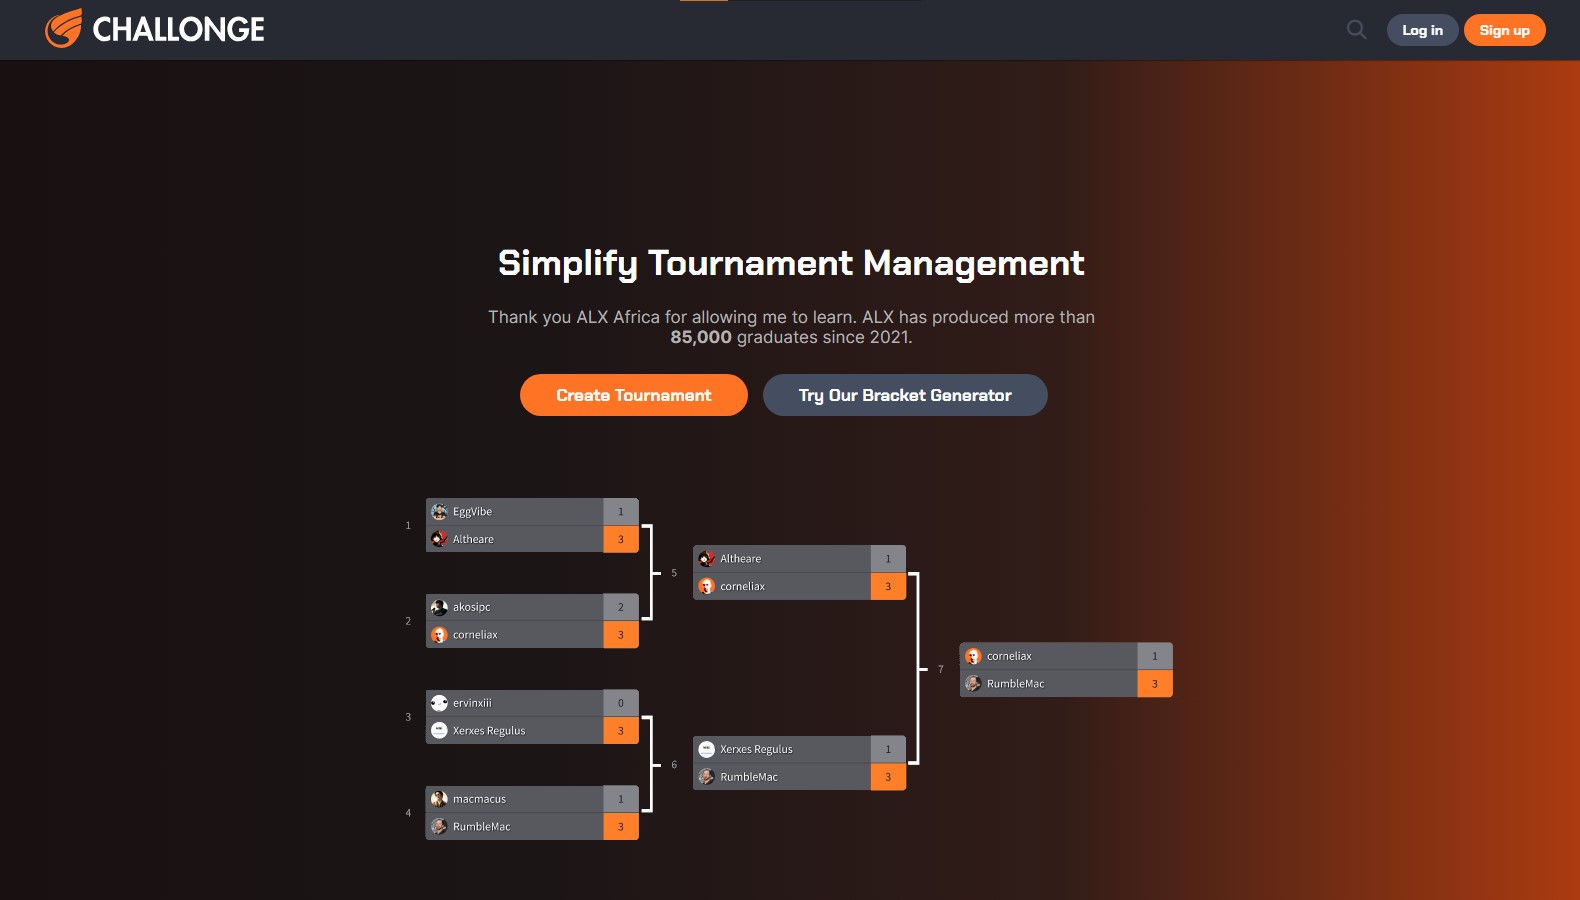 CHALLONGE
Log in
Sign up
Simplify Tournament Management
Thank you ALX Africa for allowing me to learn. ALX has produced more than
85,000 graduates since 2021.
Create Tournament
Try Our Bracket Generator
1
EggVibe 1
Altheare 3
2
akosipc 2
corneliax 3
3
ervinxiii 0
Xerxes Regulus 3
4
macmacus 1
RumbleMac 3
5
Altheare 1
corneliax 3
6
Xerxes Regulus 1
RumbleMac 3
7
corneliax 1
RumbleMac 3